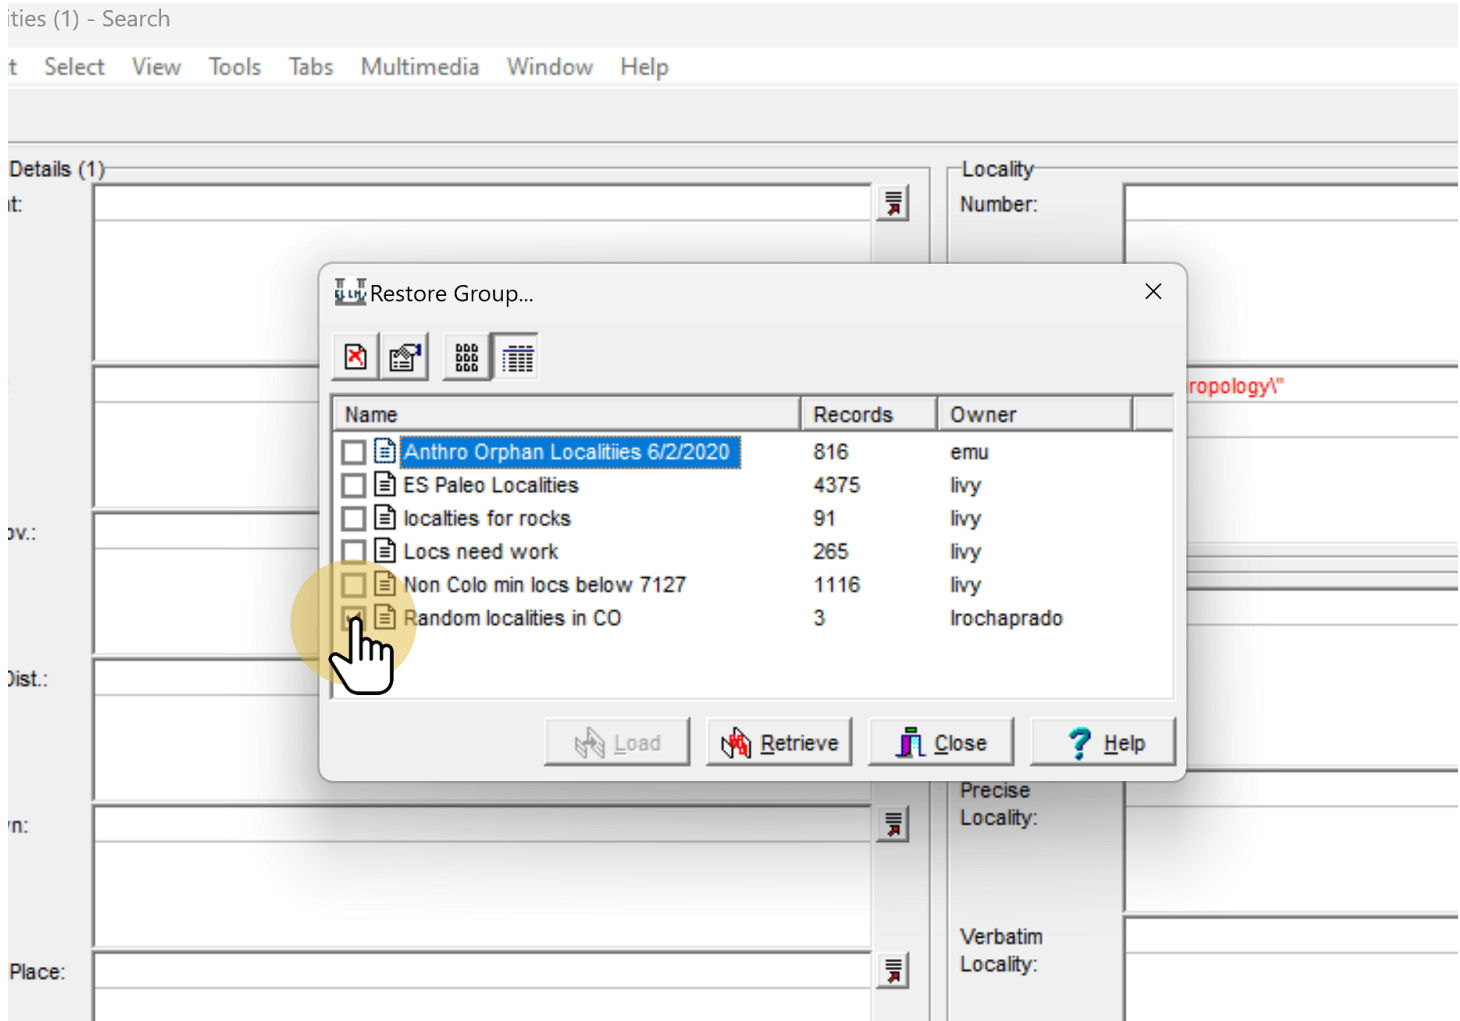 ities (1) - Search
t Select View Tools Tabs Multimedia Window Help
Details (1)
Locality
nt:
Number:
Restore Group...
ropology\"
Name Records Owner
Anthro Orphan Localitiies 6/2/2020 816 emu
ES Paleo Localities 4375 livy
localties for rocks 91 livy
Locs need work 265 livy
ov.:
Non Colo min locs below 7127 1116 livy
Random localities in CO 3 lrochaprado
Dist.:
Load Retrieve Close ? Help
Precise
Locality:
n:
Verbatim
Locality:
Place: